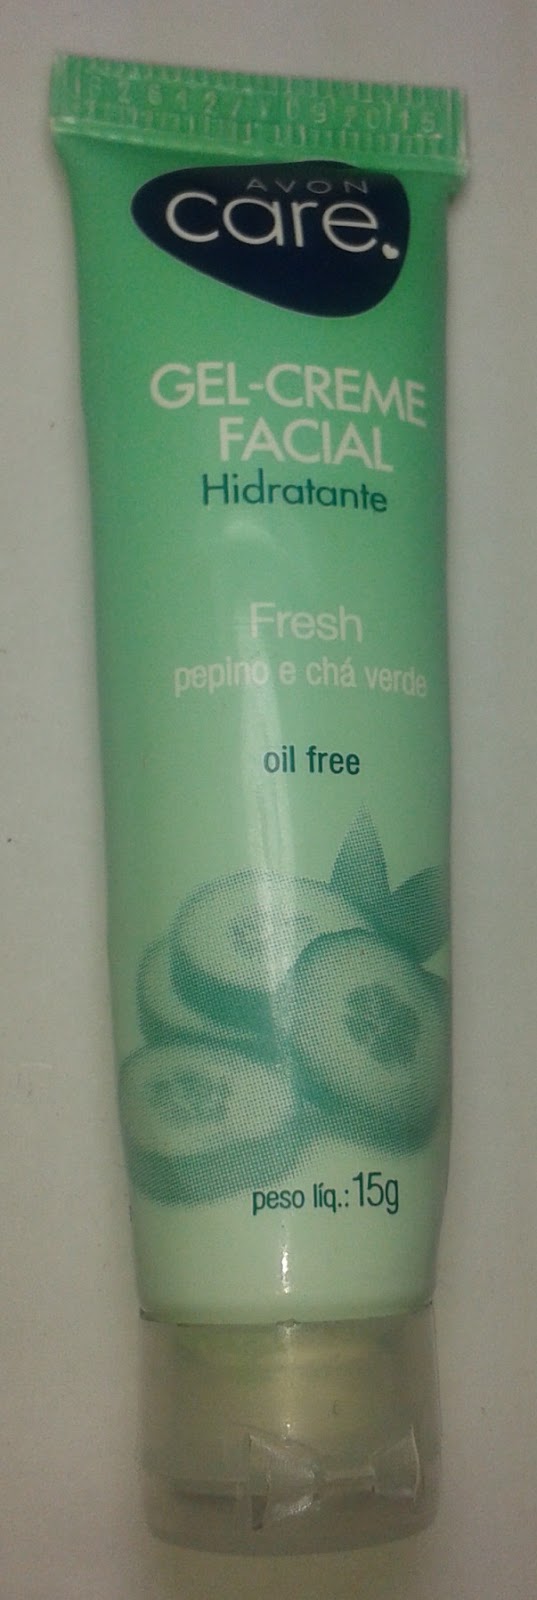 AVON
care
GEL-CREME
FACIAL
Hidratante
Fresh
pepino e chá verde
oil free
peso líq.: 15g